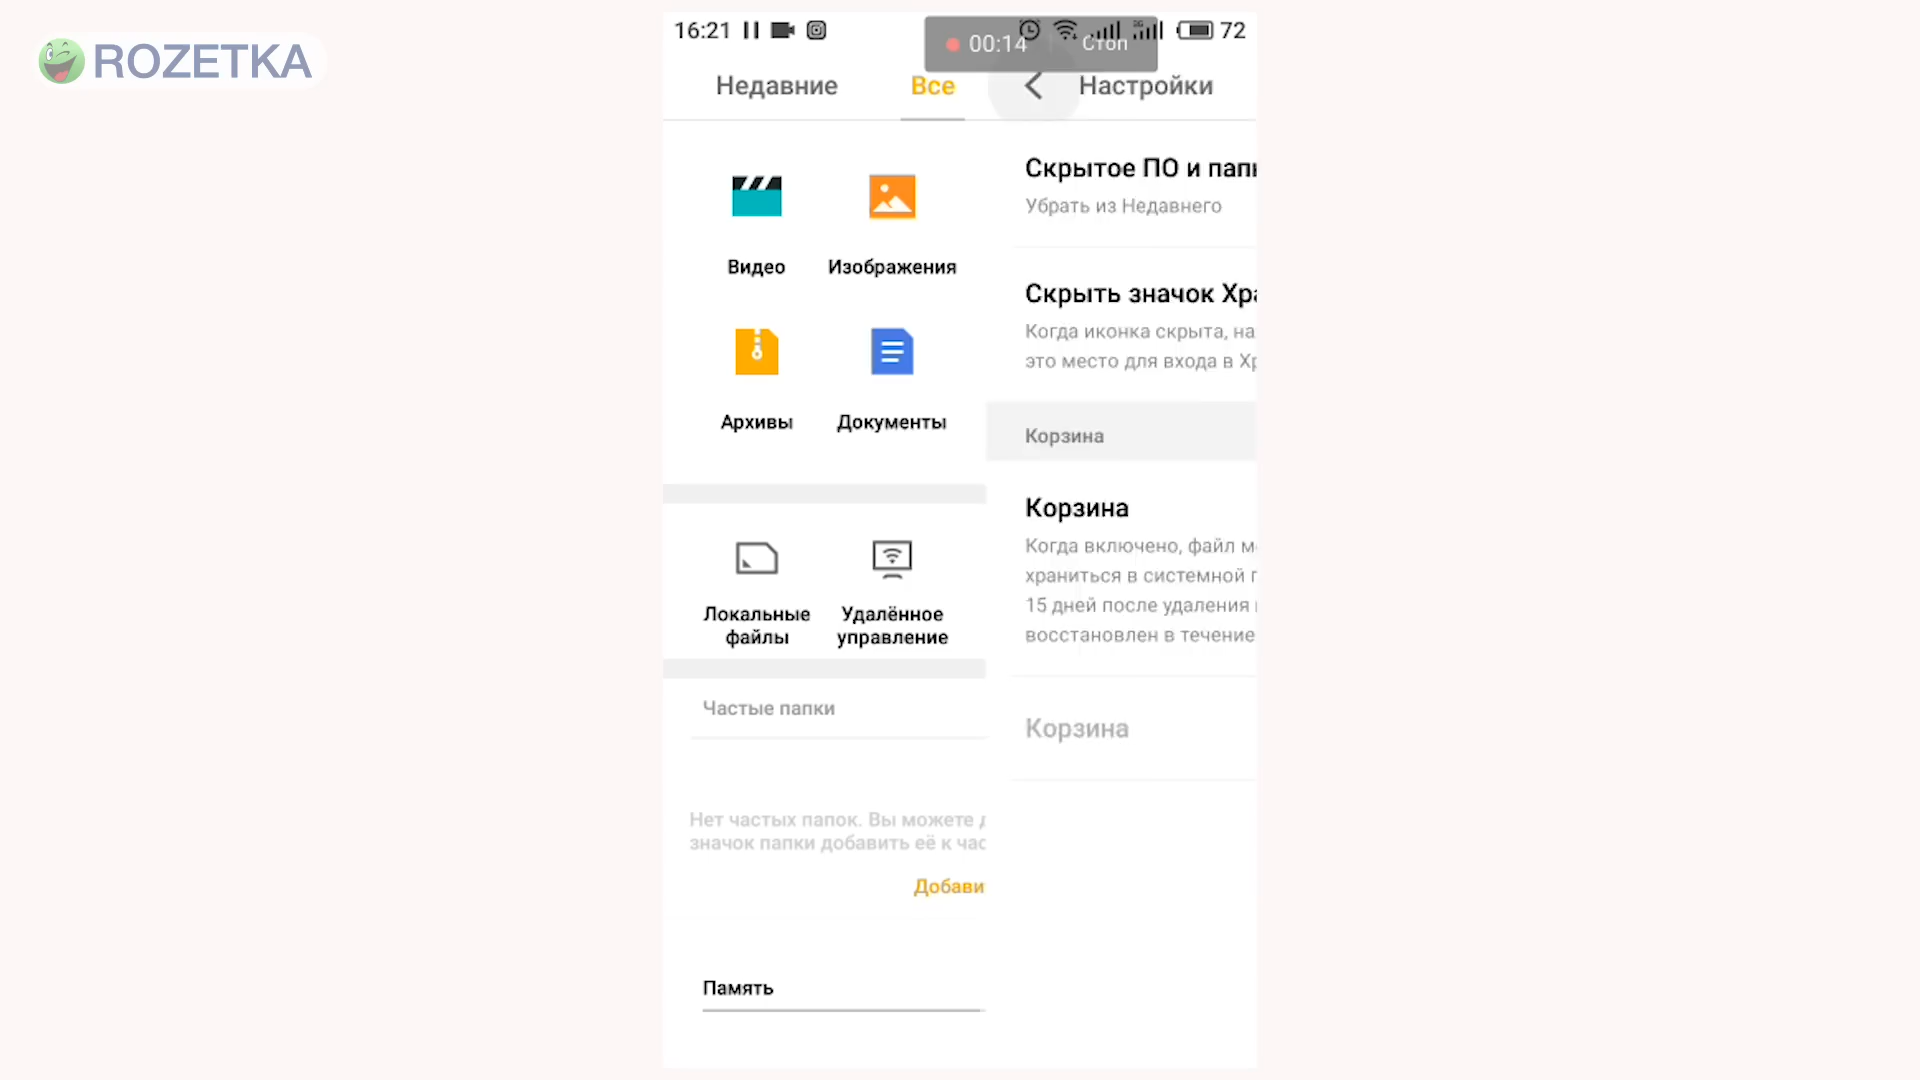 ROZETKA
16:21
72
00:14
Стоп
Недавние
Все
Настройки
Видео
Изображения
Архивы
Документы
Локальные
файлы
Удалённое
управление
Частые папки
Нет частых папок. Вы можете
значок папки добавить её к час
Добави
Память
Скрытое ПО и пап
Убрать из Недавнего
Скрыть значок Хр
Когда иконка скрыта, на
это место для входа в Х
Корзина
Корзина
Когда включено, файл м
храниться в системной
15 дней после удаления
восстановлен в течение
Корзина